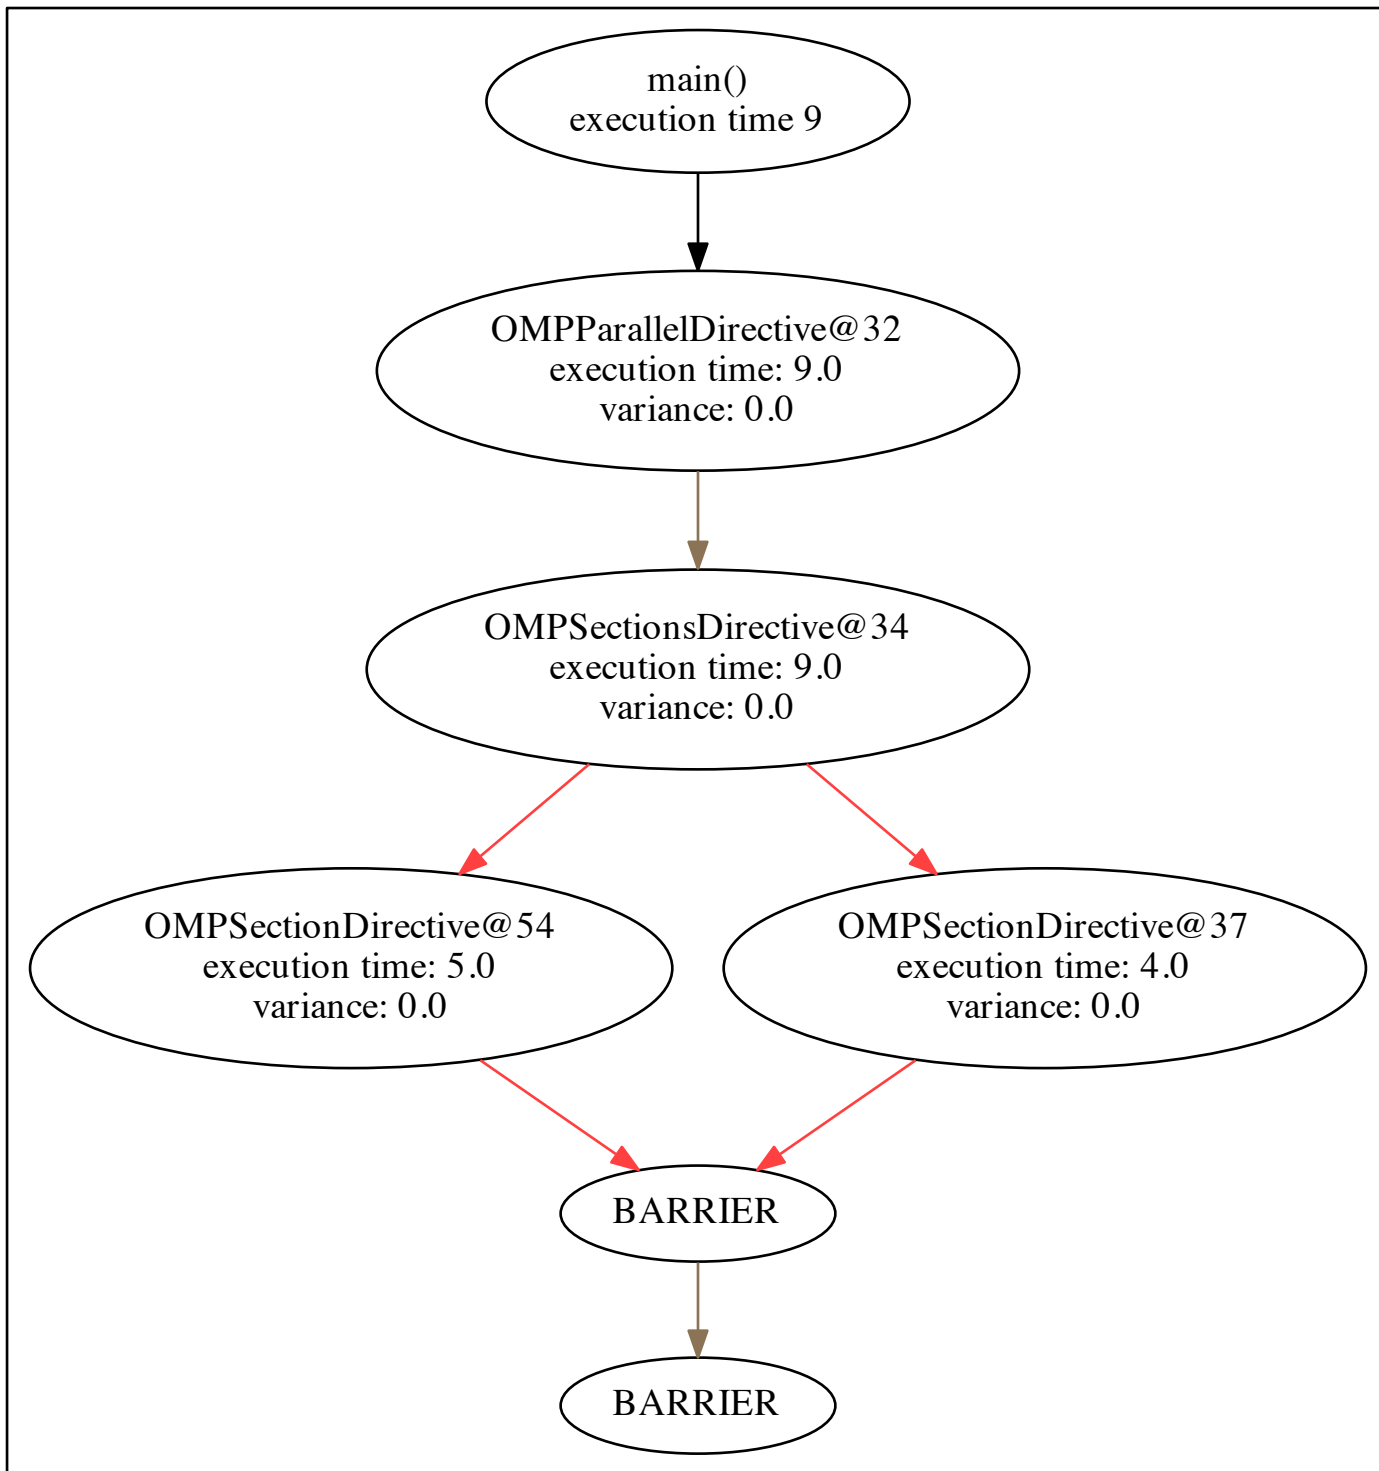 main()
execution time 9
OMPParallelDirective@32
execution time: 9.0
variance: 0.0
OMPSectionsDirective@34
execution time: 9.0
variance: 0.0
OMPSectionDirective@54
execution time: 5.0
variance: 0.0
OMPSectionDirective@37
execution time: 4.0
variance: 0.0
BARRIER
BARRIER